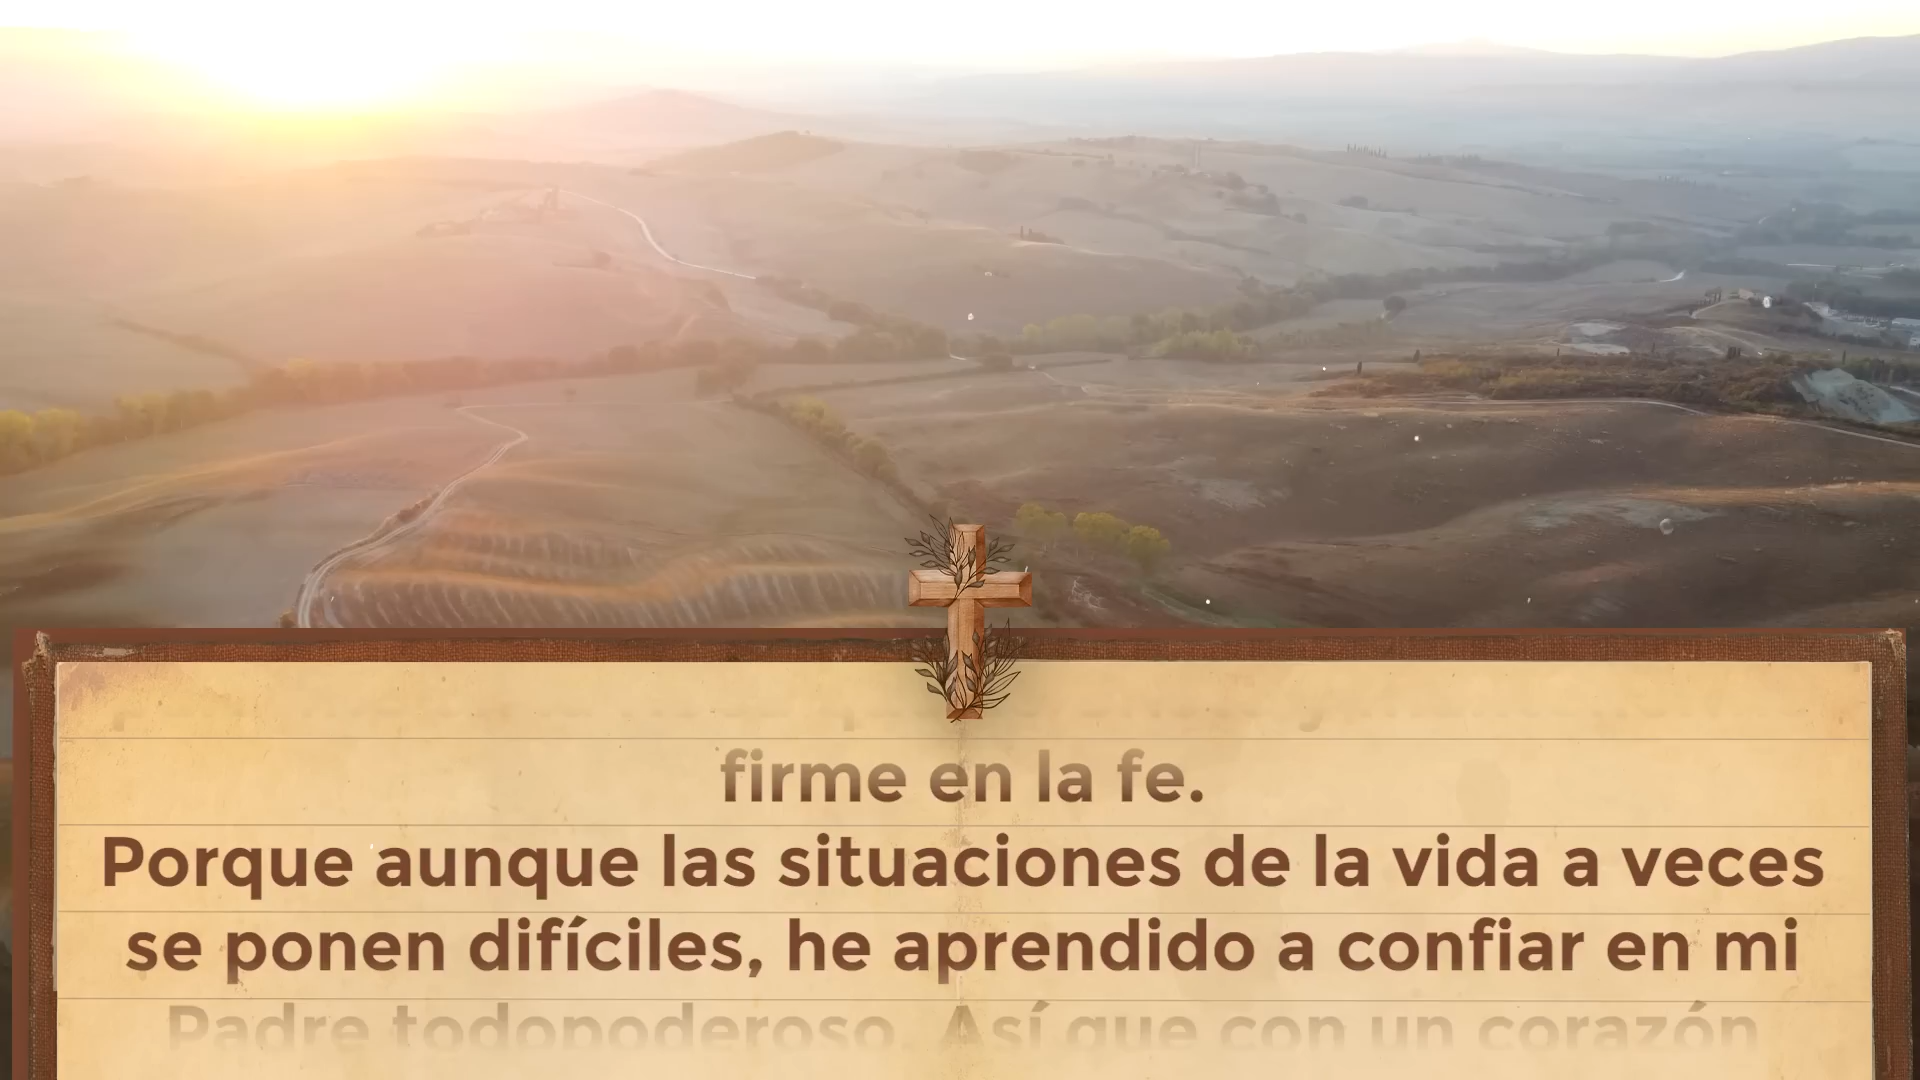 firme en la fe.
Porque aunque las situaciones de la vida a veces
se ponen difíciles, he aprendido a confiar en mi
Padre todopoderoso. Así que con un corazón